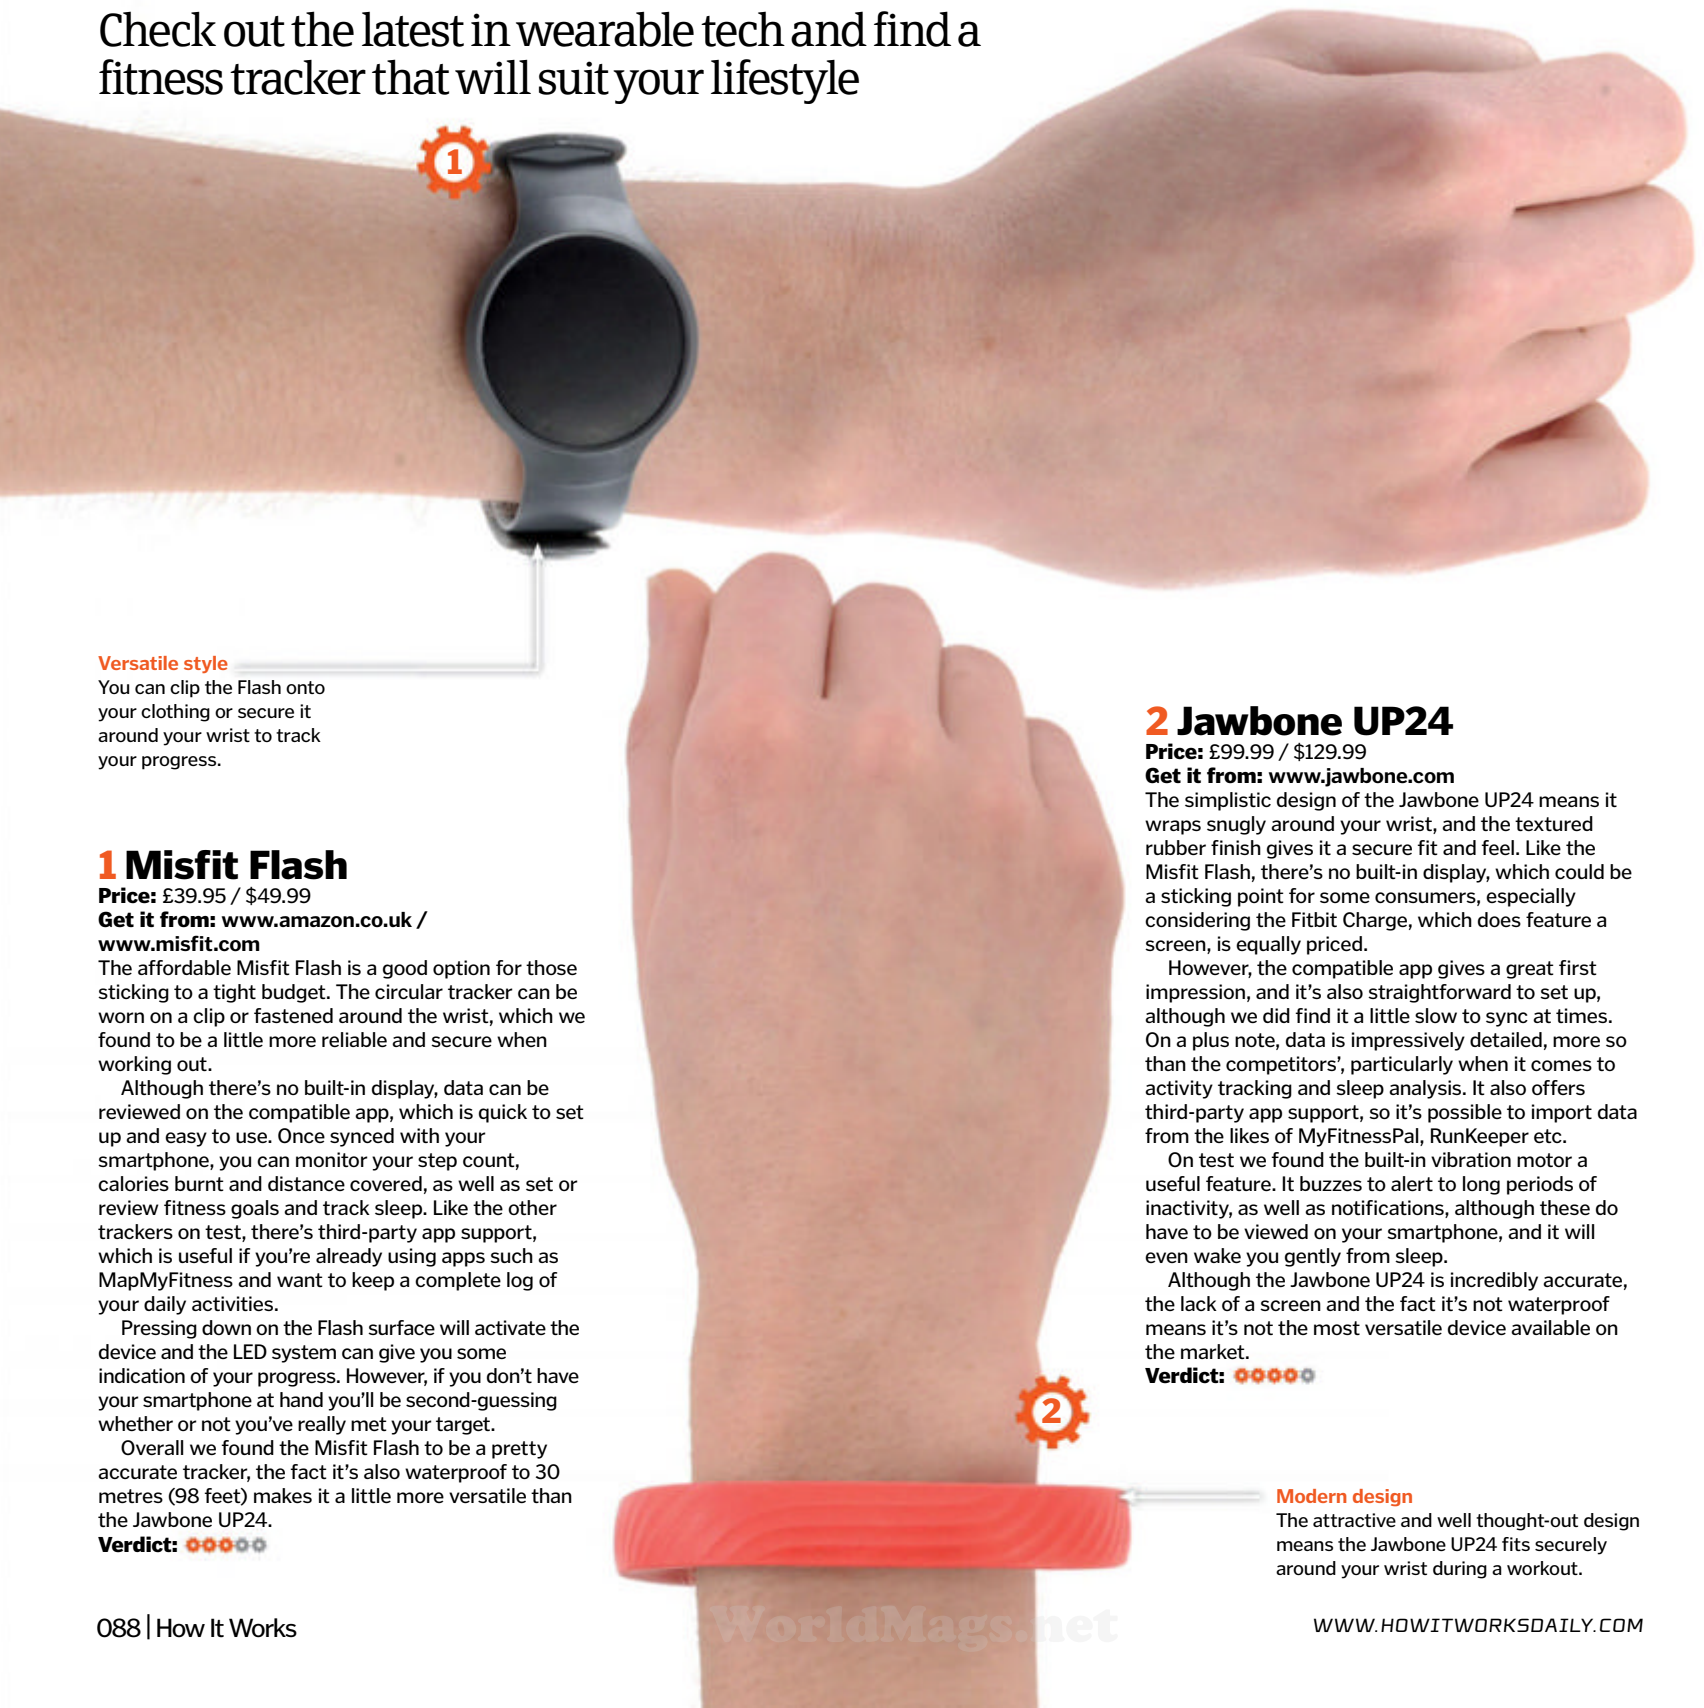 Check out the latest in wearable tech and find a
fitness tracker that will suit your lifestyle
1
Versatile style
You can clip the Flash onto
your clothing or secure it
around your wrist to track
your progress.
1 Misfit Flash
Price: £39.95 / $49.99
Get it from: www.amazon.co.uk /
www.misfit.com
The affordable Misfit Flash is a good option for those
sticking to a tight budget. The circular tracker can be
worn on a clip or fastened around the wrist, which we
found to be a little more reliable and secure when
working out.
Although there's no built-in display, data can be
reviewed on the compatible app, which is quick to set
up and easy to use. Once synced with your
smartphone, you can monitor your step count,
calories burnt and distance covered, as well as set or
review fitness goals and track sleep. Like the other
trackers on test, there's third-party app support,
which is useful if you're already using apps such as
MapMyFitness and want to keep a complete log of
your daily activities.
Pressing down on the Flash surface will activate the
device and the LED system can give you some
indication of your progress. However, if you don't have
your smartphone at hand you'll be second-guessing
whether or not you've really met your target.
Overall we found the Misfit Flash to be a pretty
accurate tracker, the fact it's also waterproof to 30
metres (98 feet) makes it a little more versatile than
the Jawbone UP24.
Verdict:
2 Jawbone UP24
Price: £99.99 / $129.99
Get it from: www.jawbone.com
The simplistic design of the Jawbone UP24 means it
wraps snugly around your wrist, and the textured
rubber finish gives it a secure fit and feel. Like the
Misfit Flash, there's no built-in display, which could be
a sticking point for some consumers, especially
considering the Fitbit Charge, which does feature a
screen, is equally priced.
However, the compatible app gives a great first
impression, and it's also straightforward to set up,
although we did find it a little slow to sync at times.
On a plus note, data is impressively detailed, more so
than the competitors', particularly when it comes to
activity tracking and sleep analysis. It also offers
third-party app support, so it's possible to import data
from the likes of MyFitnessPal, RunKeeper etc.
On test we found the built-in vibration motor a
useful feature. It buzzes to alert to long periods of
inactivity, as well as notifications, although these do
have to be viewed on your smartphone, and it will
even wake you gently from sleep.
Although the Jawbone UP24 is incredibly accurate,
the lack of a screen and the fact it's not waterproof
means it's not the most versatile device available on
the market.
Verdict:
2
Modern design
The attractive and well thought-out design
means the Jawbone UP24 fits securely
around your wrist during a workout.
088 | How It Works
WorldMags.net
WWW.HOWITWORKSDAILY.COM